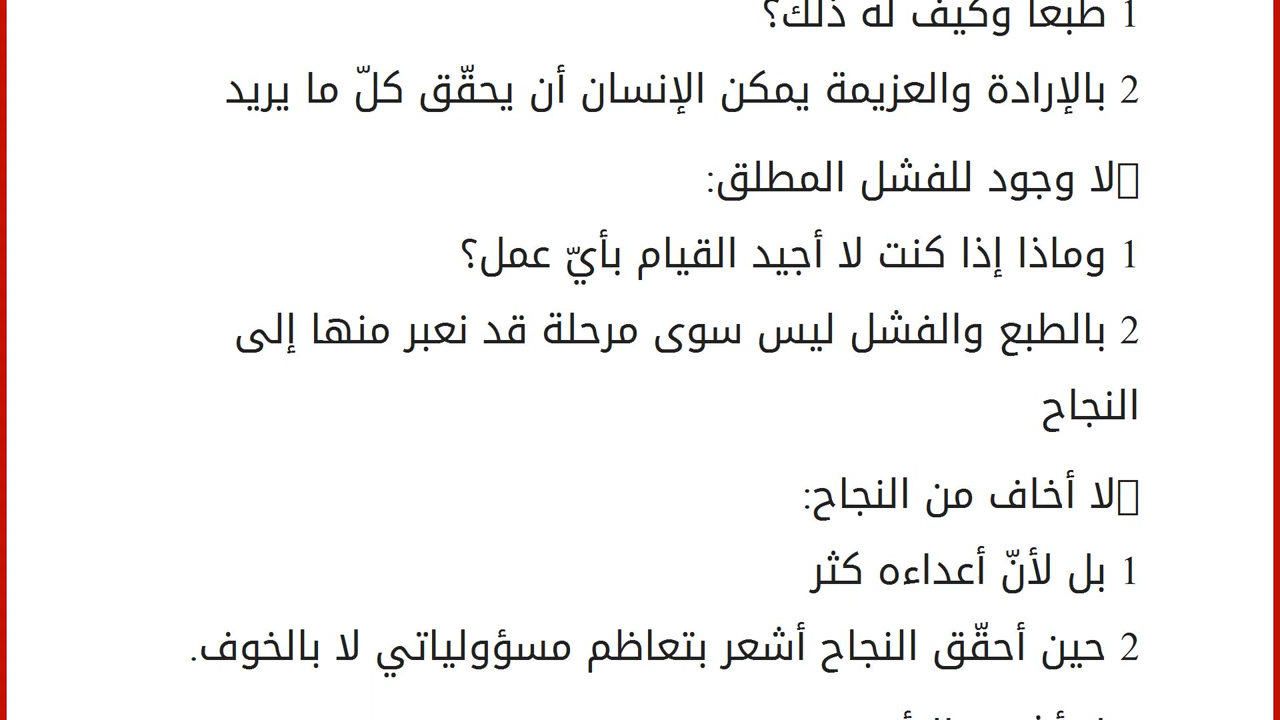 1 طبعا وكيف له ذلك؟
2 بالإرادة والعزيمة يمكن الإنسان أن يحقّق كلّ ما يريد
لا وجود للفشل المطلق:
1 وماذا إذا كنت لا أجيد القيام بأيّ عمل؟
2 بالطبع والفشل ليس سوى مرحلة قد نعبر منها إلى
النجاح
لا أخاف من النجاح:
1 بل لأنّ أعداءه كثر
2 حين أحقّق النجاح أشعر بتعاظم مسؤولياتي لا بالخوف.